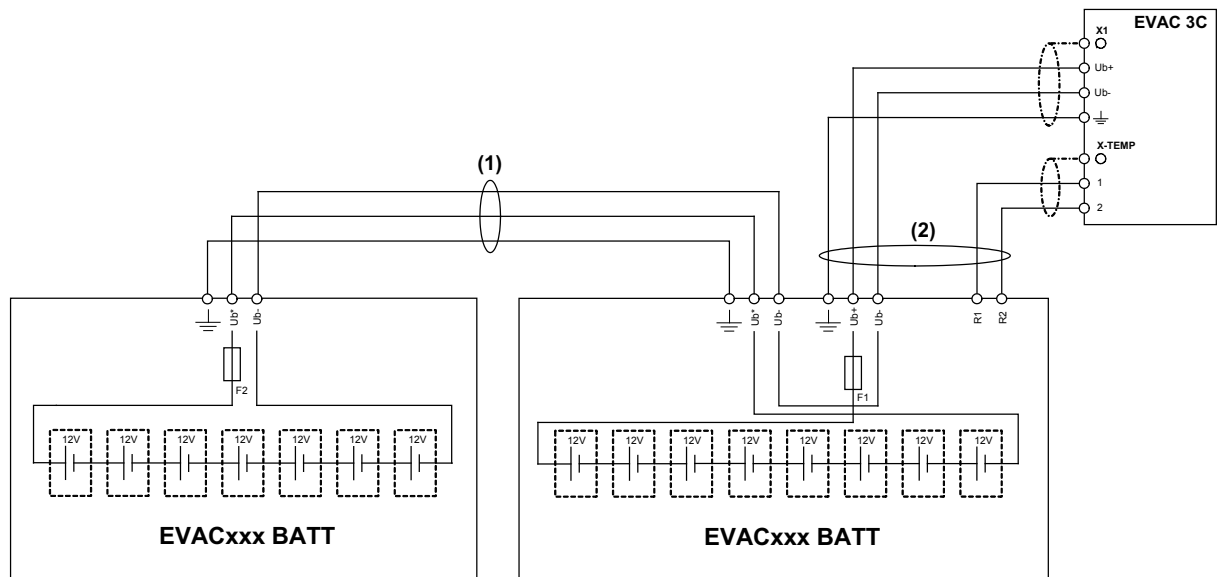 EVAC 3C
X1
Ub+
Ub-
X-TEMP
1
2
(1)
(2)
Ub*
Ub-
Ub*
Ub-
Ub+
Ub-
R1
R2
F2
F1
12V 12V 12V 12V 12V 12V 12V
12V 12V 12V 12V 12V 12V 12V 12V
EVACxxx BATT
EVACxxx BATT